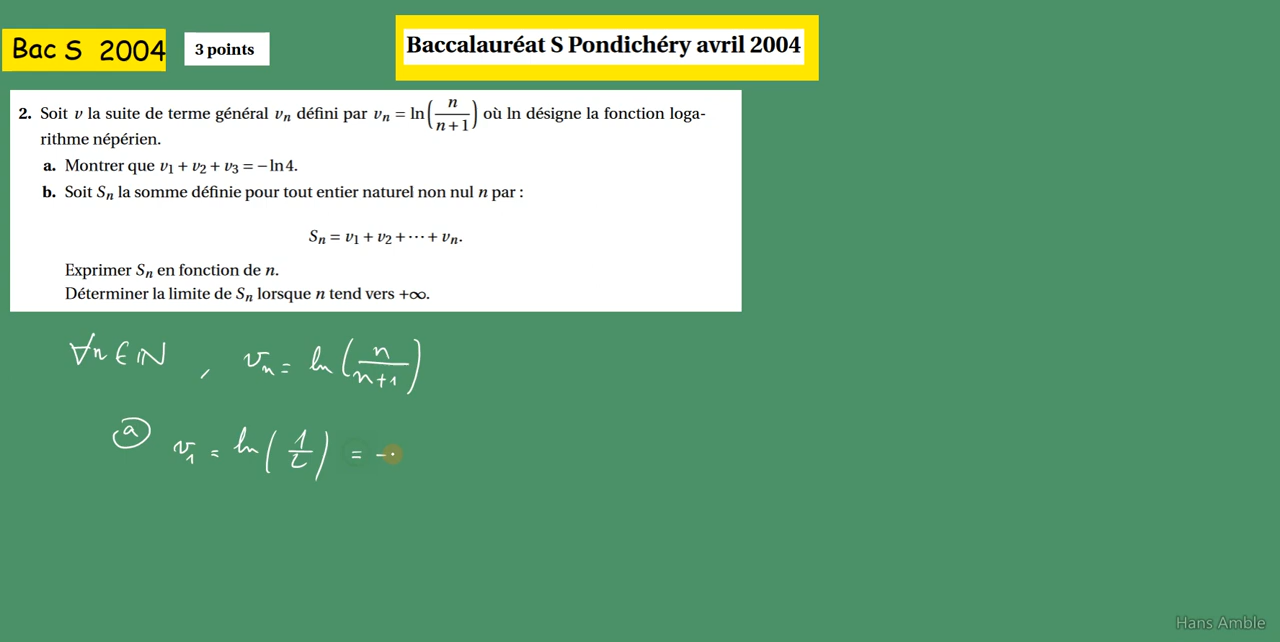 Bac S 2004
3 points
Baccalauréat S Pondichéry avril 2004
2. Soit v la suite de terme général vₙ défini par vₙ = ln(n/(n+1)) où ln désigne la fonction loga-
rithme népérien.
a. Montrer que v₁ + v₂ + v₃ = −ln4.
b. Soit Sₙ la somme définie pour tout entier naturel non nul n par :
Sₙ = v₁ + v₂ + ··· + vₙ.
Exprimer Sₙ en fonction de n.
Déterminer la limite de Sₙ lorsque n tend vers +∞.
∀n ∈ ℕ , vₙ = ln(n/(n+1))
a v₁ = ln(1/2) = −
Hans Amble